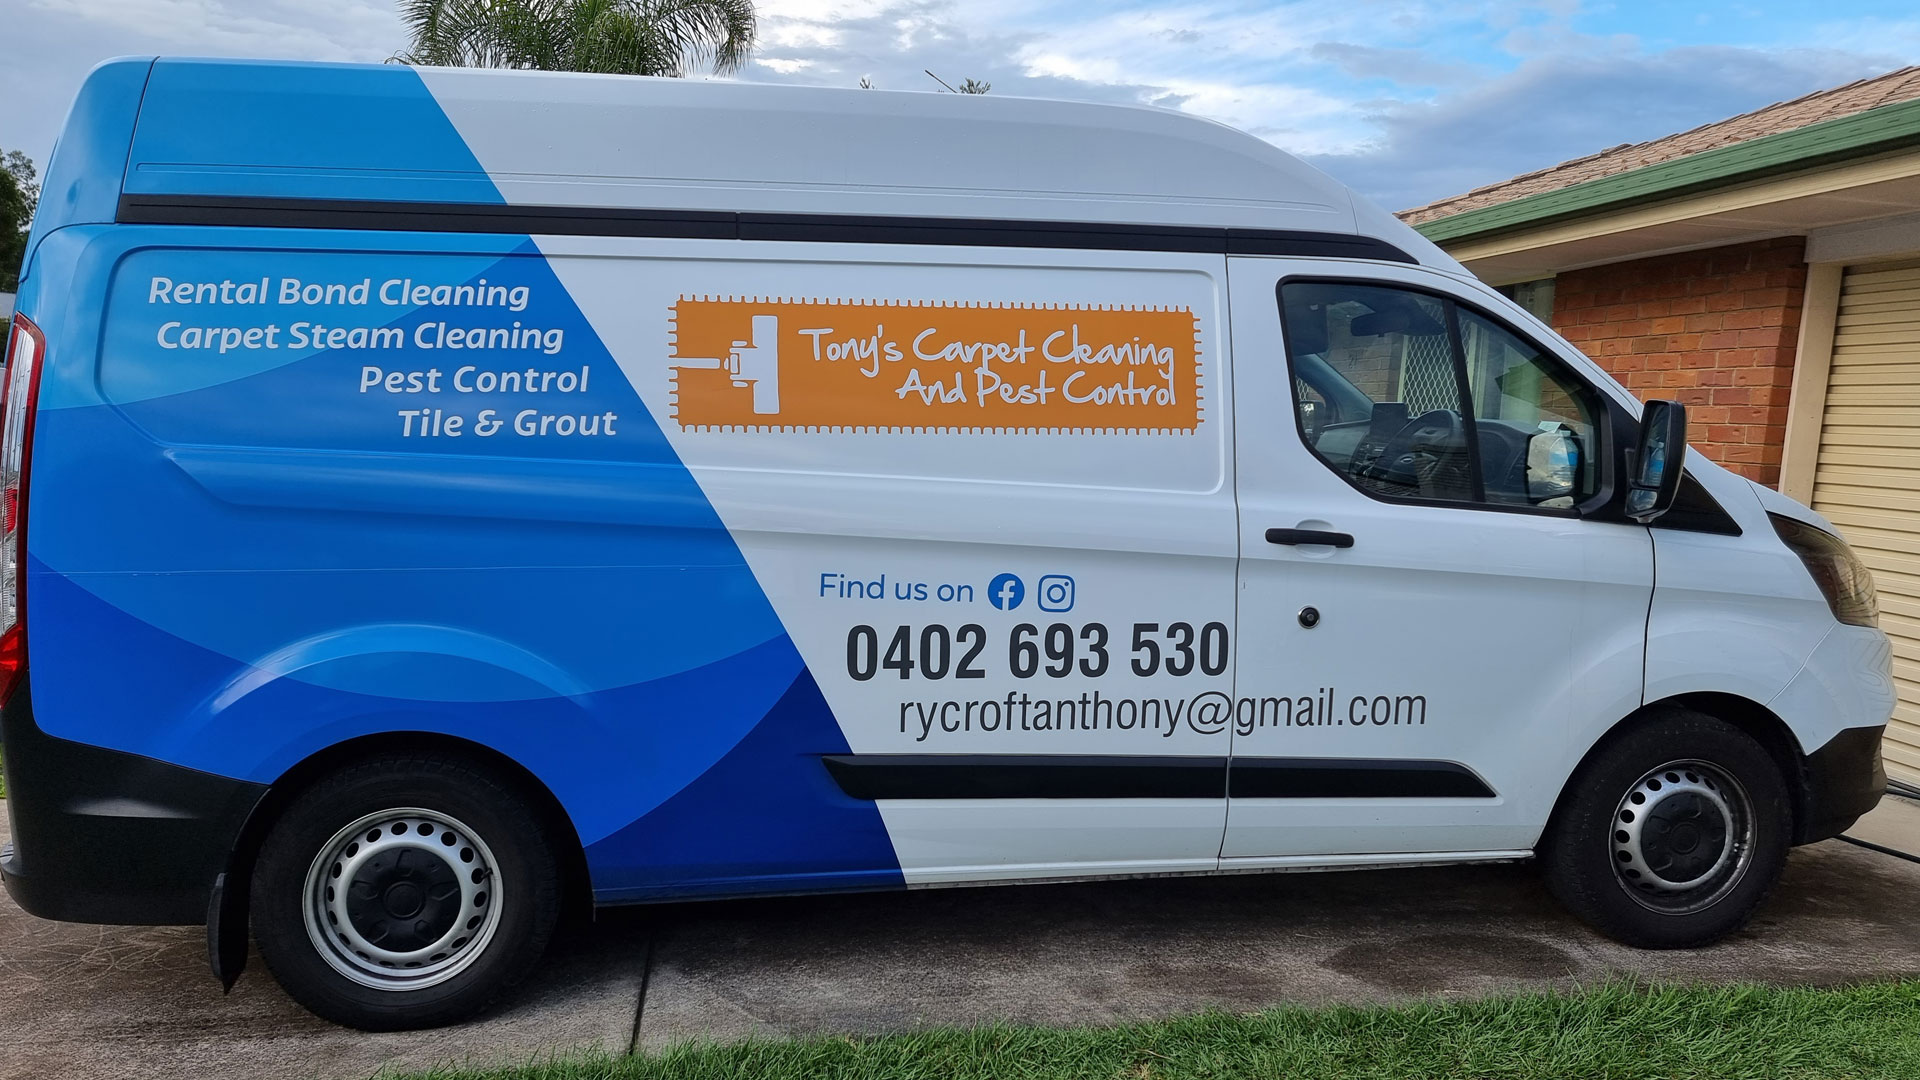 Rental Bond Cleaning
Carpet Steam Cleaning
Pest Control
Tile & Grout
Tony's Carpet Cleaning
And Pest Control
Find us on
0402 693 530
rycroftanthony@gmail.com